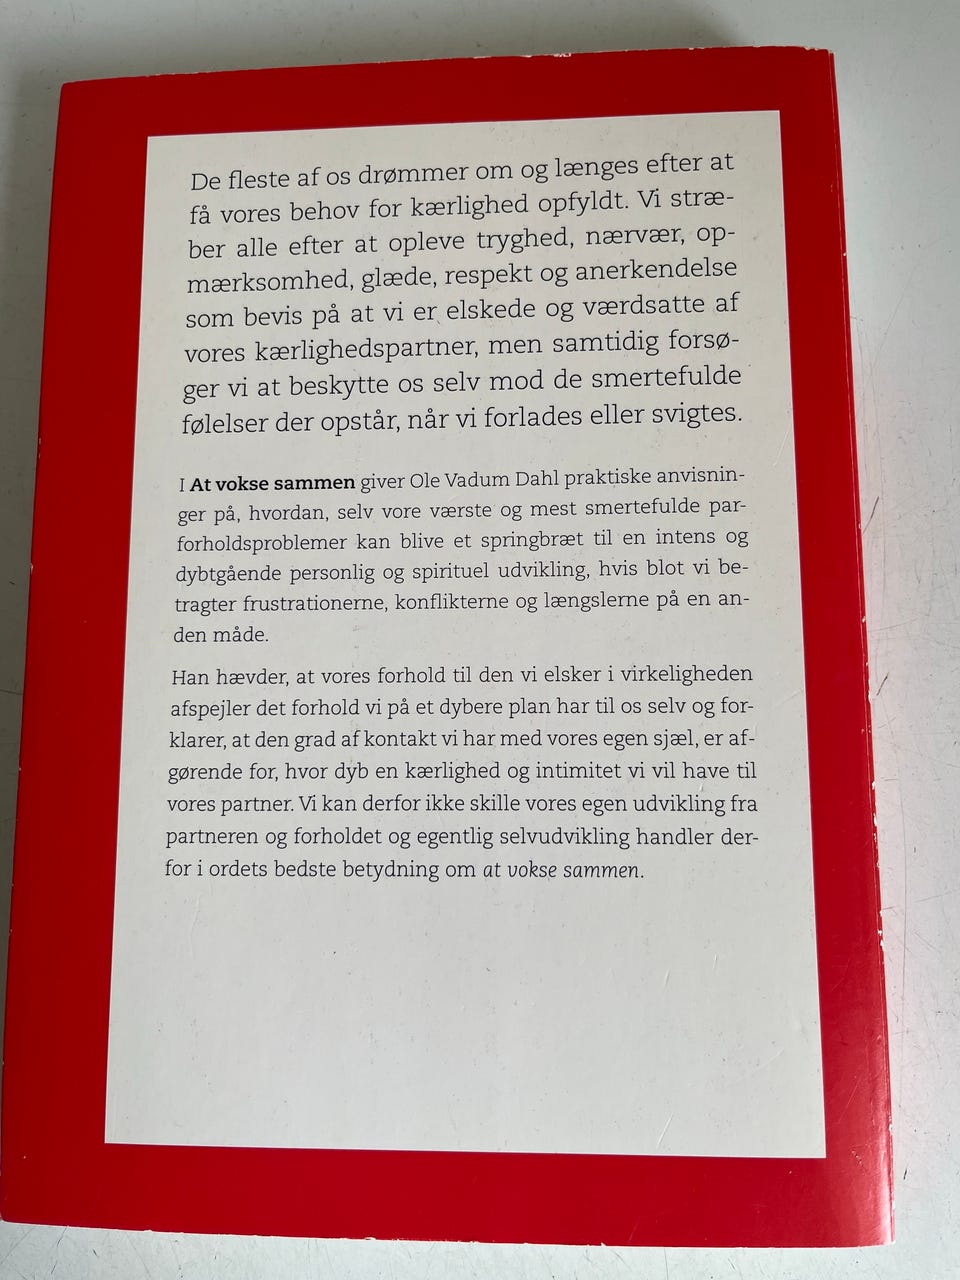 De fleste af os drømmer om og længes efter at
få vores behov for kærlighed opfyldt. Vi stræ-
ber alle efter at opleve tryghed, nærvær, op-
mærksomhed, glæde, respekt og anerkendelse
som bevis på at vi er elskede og værdsatte af
vores kærlighedspartner, men samtidig forsø-
ger vi at beskytte os selv mod de smertefulde
følelser der opstår, når vi forlades eller svigtes.
I At vokse sammen giver Ole Vadum Dahl praktiske anvisnin-
ger på, hvordan, selv vore værste og mest smertefulde par-
forholdsproblemer kan blive et springbræt til en intens og
dybtgående personlig og spirituel udvikling, hvis blot vi be-
tragter frustrationerne, konflikterne og længslerne på en an-
den måde.
Han hævder, at vores forhold til den vi elsker i virkeligheden
afspejler det forhold vi på et dybere plan har til os selv og for-
klarer, at den grad af kontakt vi har med vores egen sjæl, er af-
gørende for, hvor dyb en kærlighed og intimitet vi vil have til
vores partner. Vi kan derfor ikke skille vores egen udvikling fra
partneren og forholdet og egentlig selvudvikling handler der-
for i ordets bedste betydning om at vokse sammen.